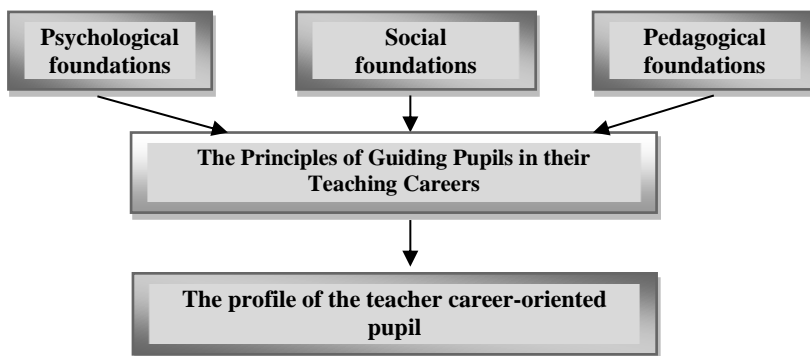 Psychological
foundations
Social
foundations
Pedagogical
foundations
The Principles of Guiding Pupils in their
Teaching Careers
The profile of the teacher career-oriented
pupil